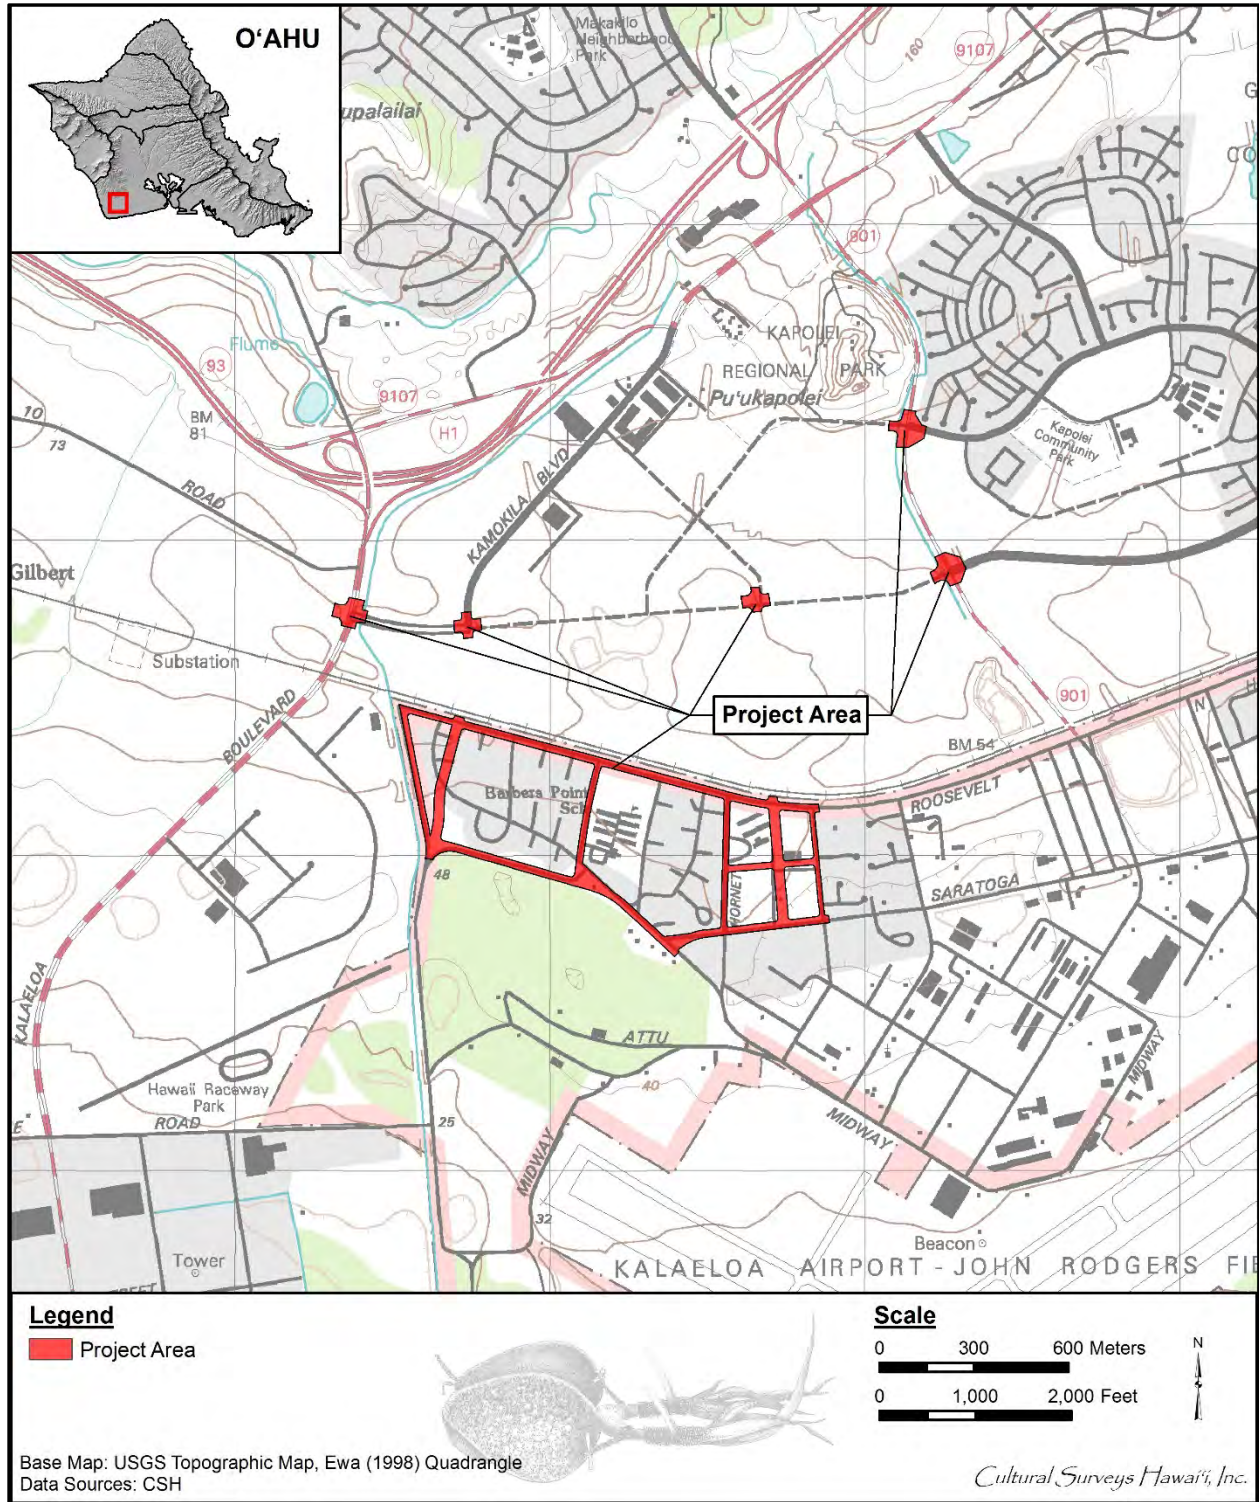 O‘AHU
Makakilo
Neighborhood
Park
160
9107
upalailai
G
CO
901
Flume
93
9107
BM
81
H1
10
73
ROAD
KAPOLEI
REGIONAL PARK
Pu'ukapolei
Kapolei
Community
Park
KAMOKILA BLVD
Gilbert
Substation
BOULEVARD
Project Area
901
BM 54
N
H
ROOSEVELT
Barbers Point
Sch
48
HORNET
SARATOGA
KALAELOA
ATTU
40
MIDWAY
Hawaii Raceway
Park
ROAD
E
25
MIDWAY
MIDWAY
32
Beacon
Tower
KALAELOA AIRPORT - JOHN RODGERS FIE
STREET
Legend
Project Area
Scale
0 300 600 Meters
0 1,000 2,000 Feet
N
Base Map: USGS Topographic Map, Ewa (1998) Quadrangle
Data Sources: CSH
Cultural Surveys Hawai‘i, Inc.